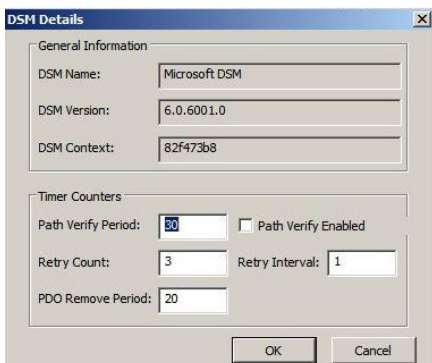 DSM Details
General Information
DSM Name: Microsoft DSM
DSM Version: 6.0.6001.0
DSM Context: 82f473b8
Timer Counters
Path Verify Period: 30 Path Verify Enabled
Retry Count: 3 Retry Interval: 1
PDO Remove Period: 20
OK Cancel